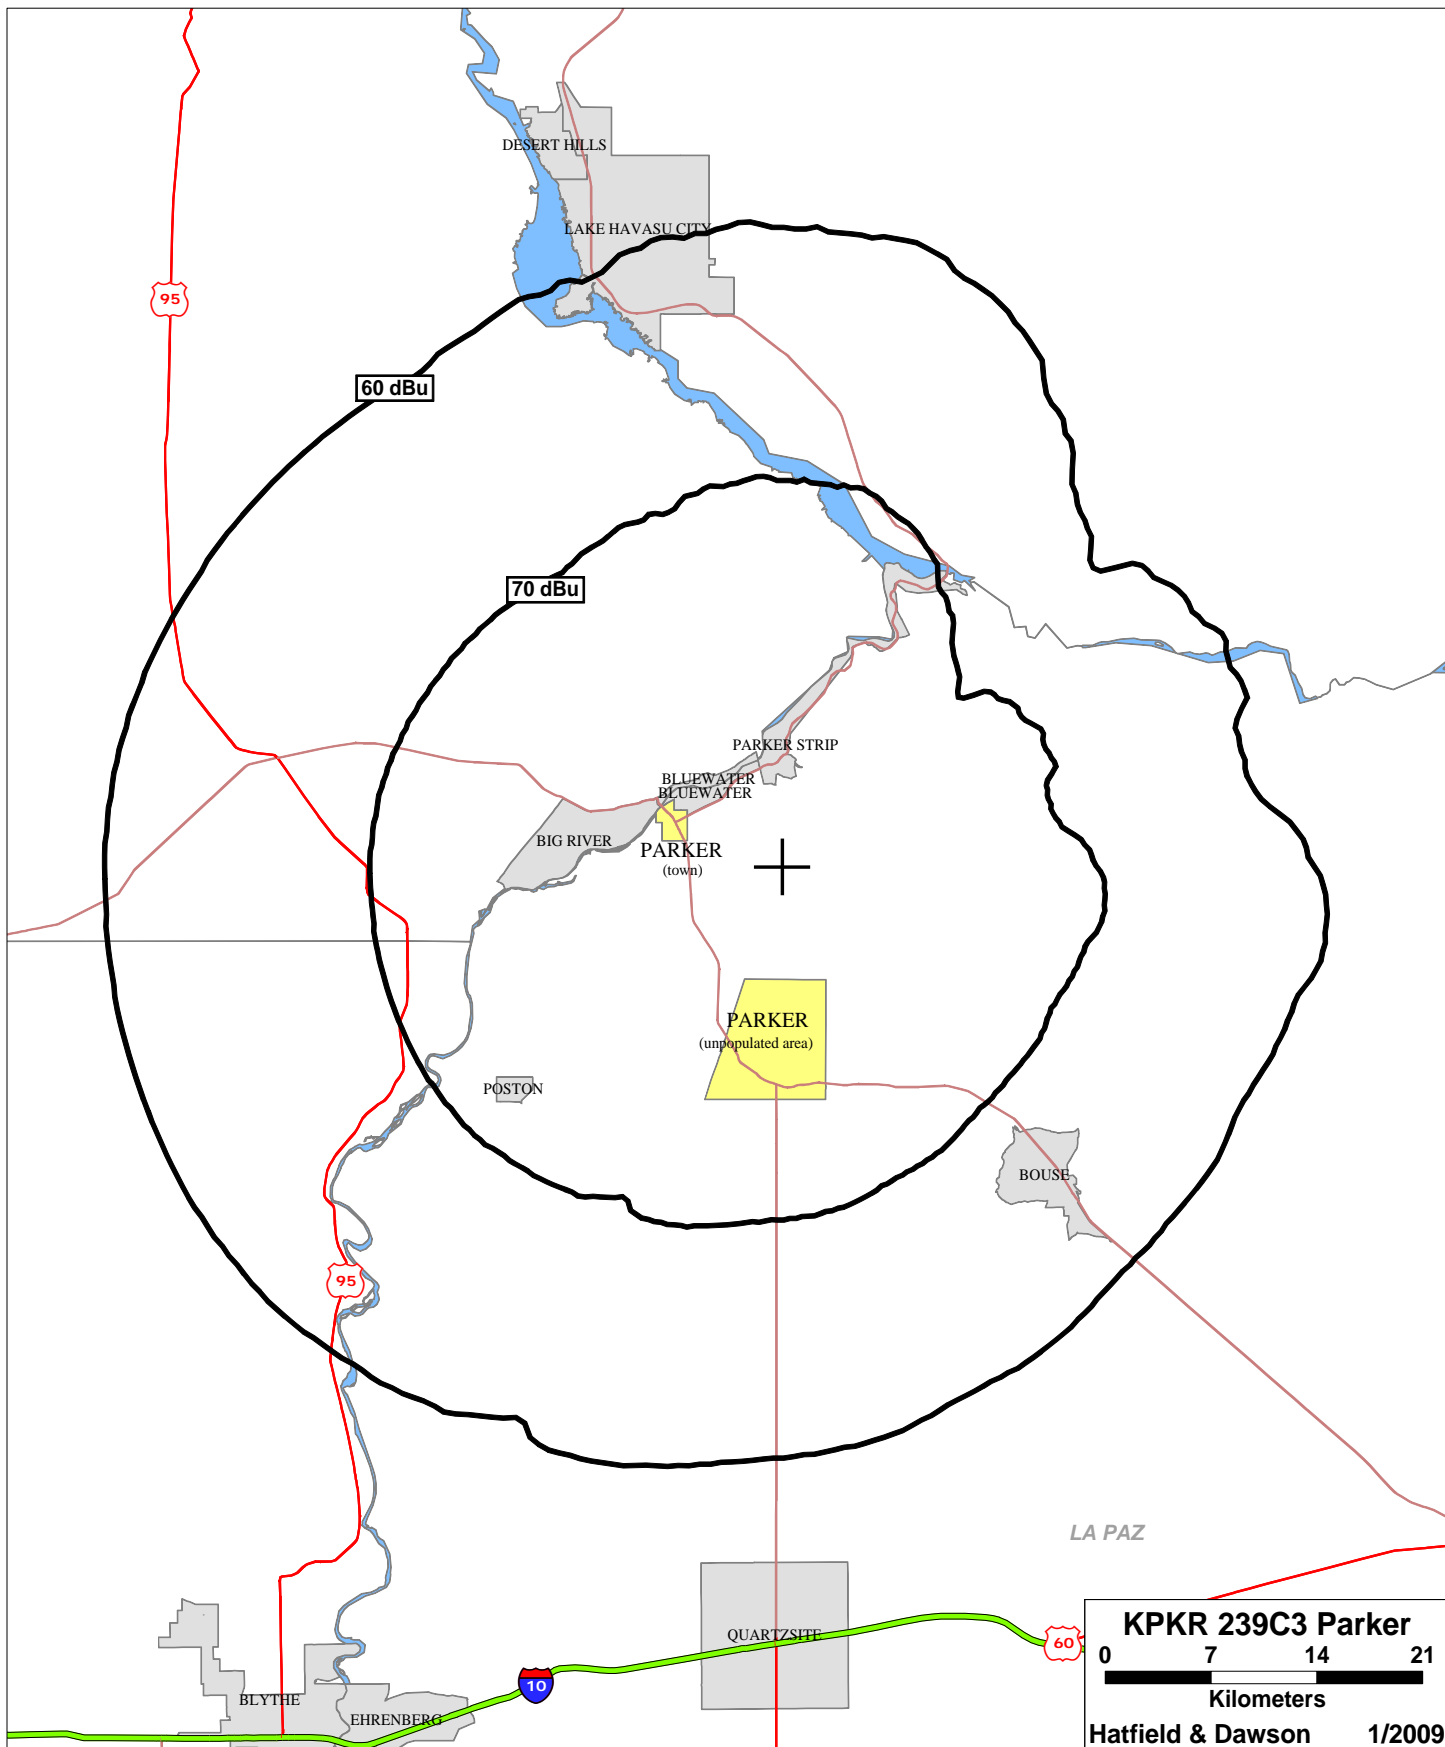 DESERT HILLS
LAKE HAVASU CITY
95
60 dBu
70 dBu
PARKER STRIP
BLUEWATER
BLUEWATER
BIG RIVER
PARKER
(town)
PARKER
(unpopulated area)
POSTON
BOUSE
95
LA PAZ
QUARTZSITE
60
10
BLYTHE
EHRENBERG
KPKR 239C3 Parker
0 7 14 21
Kilometers
Hatfield & Dawson 1/2009